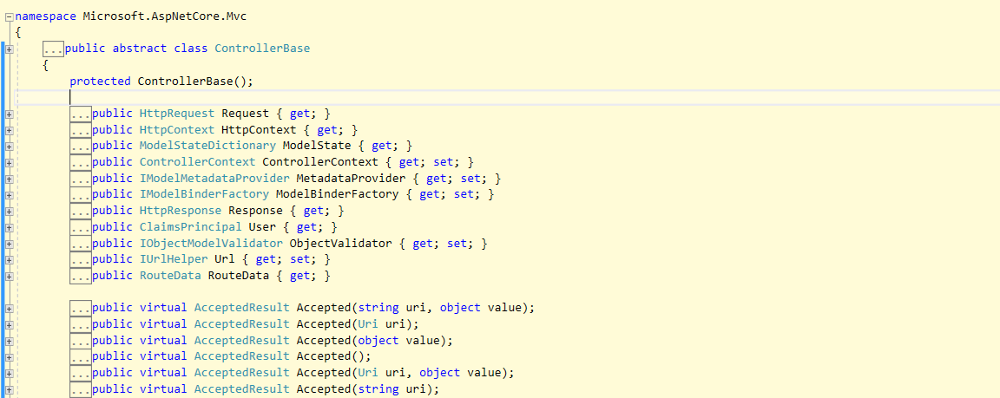 namespace Microsoft.AspNetCore.Mvc
{
...public abstract class ControllerBase
{
protected ControllerBase();
...public HttpRequest Request { get; }
...public HttpContext HttpContext { get; }
...public ModelStateDictionary ModelState { get; }
...public ControllerContext ControllerContext { get; set; }
...public IModelMetadataProvider MetadataProvider { get; set; }
...public IModelBinderFactory ModelBinderFactory { get; set; }
...public HttpResponse Response { get; }
...public ClaimsPrincipal User { get; }
...public IObjectModelValidator ObjectValidator { get; set; }
...public IUrlHelper Url { get; set; }
...public RouteData RouteData { get; }
...public virtual AcceptedResult Accepted(string uri, object value);
...public virtual AcceptedResult Accepted(Uri uri);
...public virtual AcceptedResult Accepted(object value);
...public virtual AcceptedResult Accepted();
...public virtual AcceptedResult Accepted(Uri uri, object value);
...public virtual AcceptedResult Accepted(string uri);